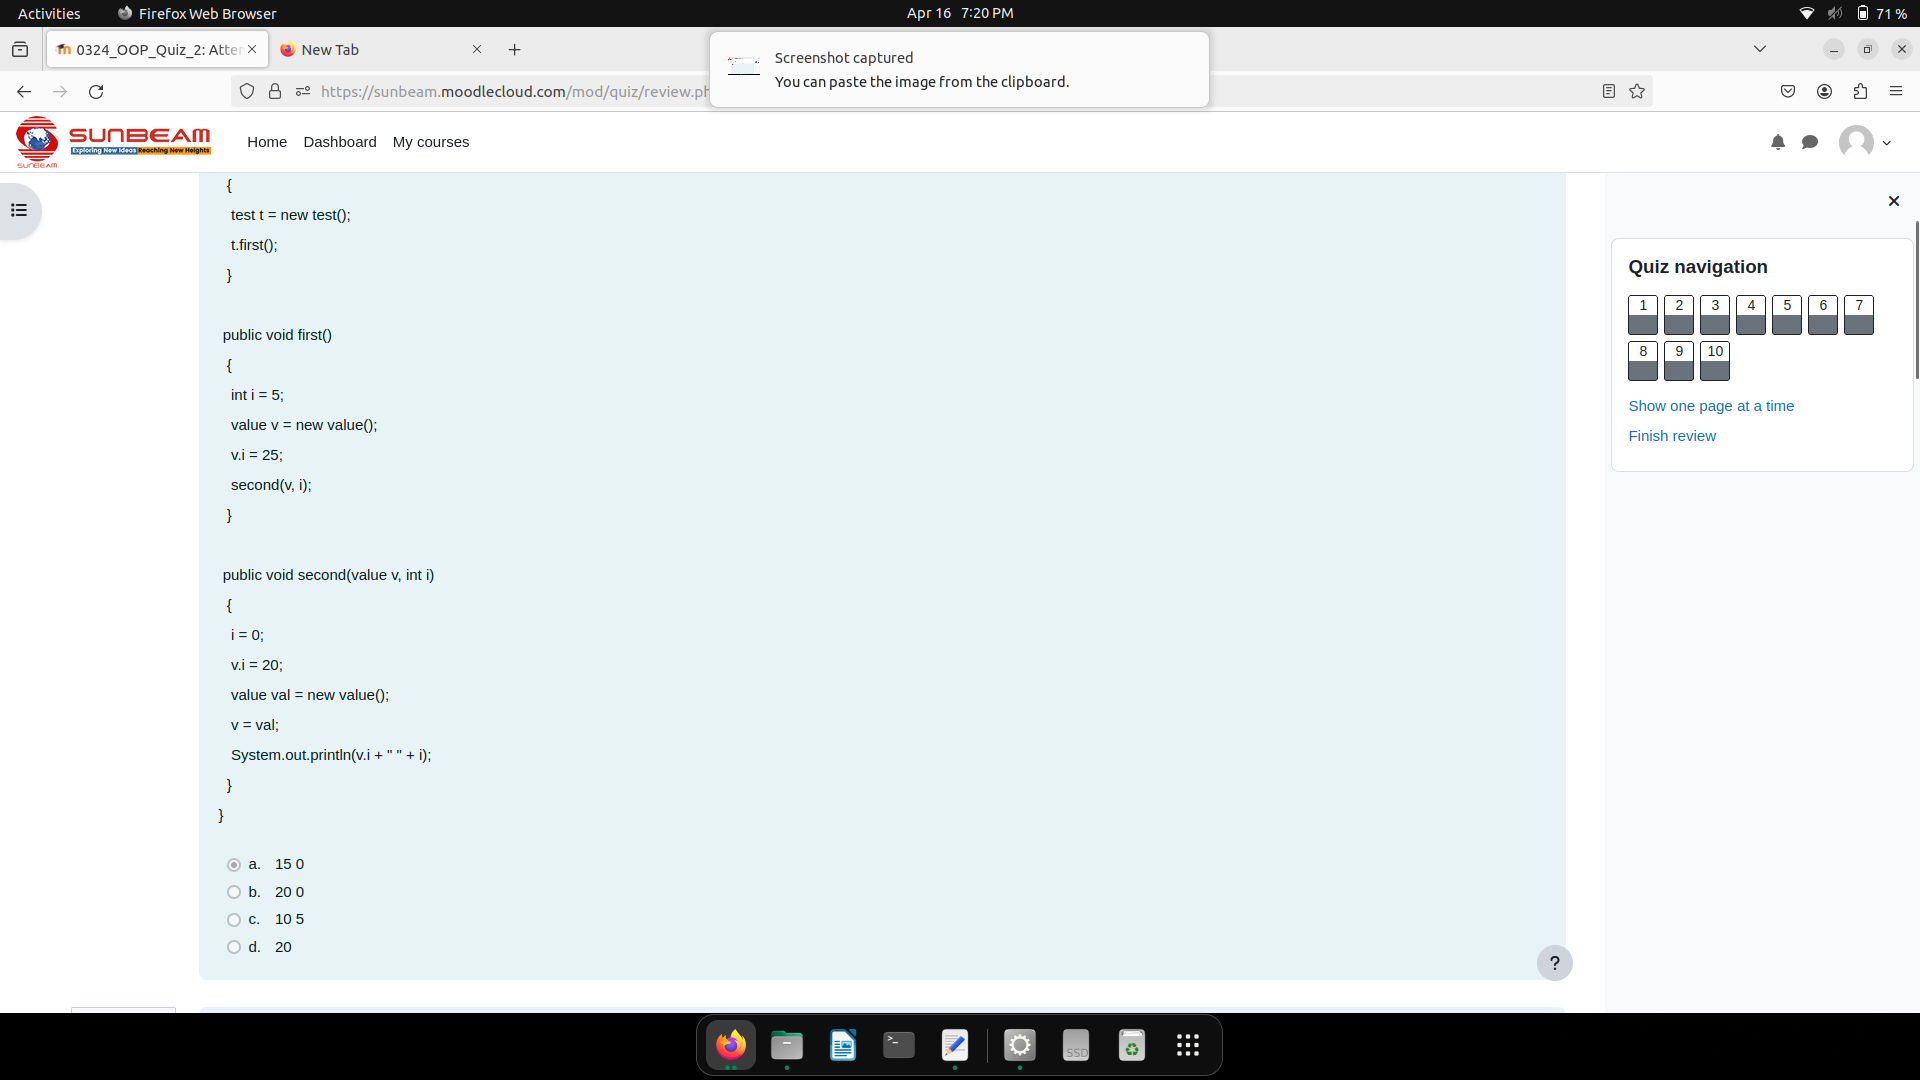 Activities
Firefox Web Browser
Apr 16 7:20 PM
71 %
0324_OOP_Quiz_2: Atte
New Tab
Screenshot captured
You can paste the image from the clipboard.
https://sunbeam.moodlecloud.com/mod/quiz/review.ph
SUNBEAM
SUNBEAM
Exploring New Ideas Reaching New Heights
Home
Dashboard
My courses
{
test t = new test();
t.first();
}
public void first()
{
int i = 5;
value v = new value();
v.i = 25;
second(v, i);
}
public void second(value v, int i)
{
i = 0;
v.i = 20;
value val = new value();
v = val;
System.out.println(v.i + " " + i);
}
}
a. 15 0
b. 20 0
c. 10 5
d. 20
?
Quiz navigation
1 2 3 4 5 6 7
8 9 10
Show one page at a time
Finish review
>_
SSD